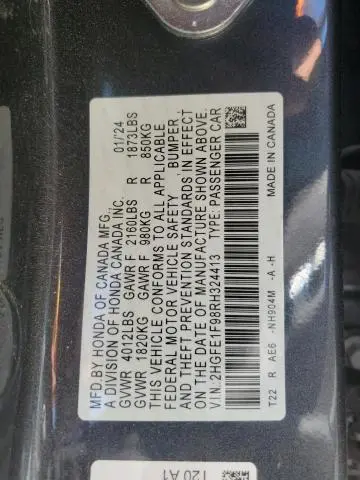 MFD.BY HONDA OF CANADA MFG.,
A DIVISION OF HONDA CANADA INC. 01/'24
GVWR 4012LBS GAWR F 2160LBS R 1873LBS
GVWR 1820KG GAWR F 980KG R 850KG
THIS VEHICLE CONFORMS TO ALL APPLICABLE
FEDERAL MOTOR VEHICLE SAFETY, BUMPER,
AND THEFT PREVENTION STANDARDS IN EFFECT
ON THE DATE OF MANUFACTURE SHOWN ABOVE.
V.I.N: 2HGFE1F98RH324413 TYPE: PASSENGER CAR
T22 R AE6 -NH904M -A -H MADE IN CANADA
T20 A1